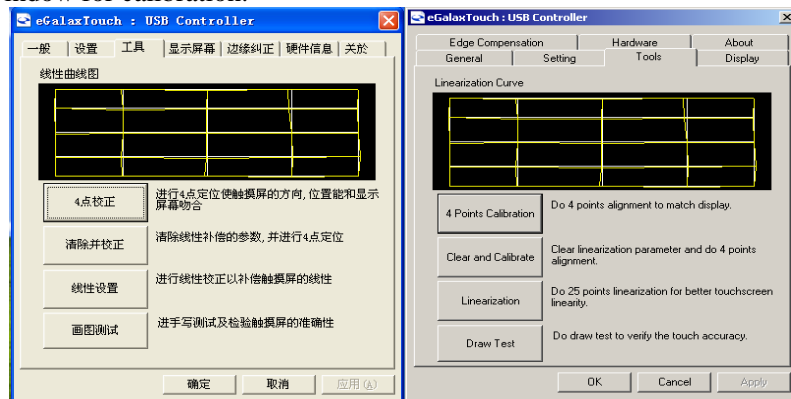 indow for calibration.
eGalaxTouch : USB Controller
一般 设置 工具 显示屏幕 边缘纠正 硬件信息 关於
线性曲线图
4点校正
进行4点定位使触摸屏的方向,位置能和显示
屏幕吻合
清除并校正
清除线性补偿的参数,并进行4点定位
线性设置
进行线性校正以补偿触摸屏的线性
画图测试
进手写测试及检验触摸屏的准确性
确定 取消 应用(A)
eGalaxTouch : USB Controller
Edge Compensation Hardware About
General Setting Tools Display
Linearization Curve
4 Points Calibration
Do 4 points alignment to match display.
Clear and Calibrate
Clear linearization parameter and do 4 points
alignment.
Linearization
Do 25 points linearization for better touchscreen
linearity.
Draw Test
Do draw test to verify the touch accuracy.
OK Cancel Apply